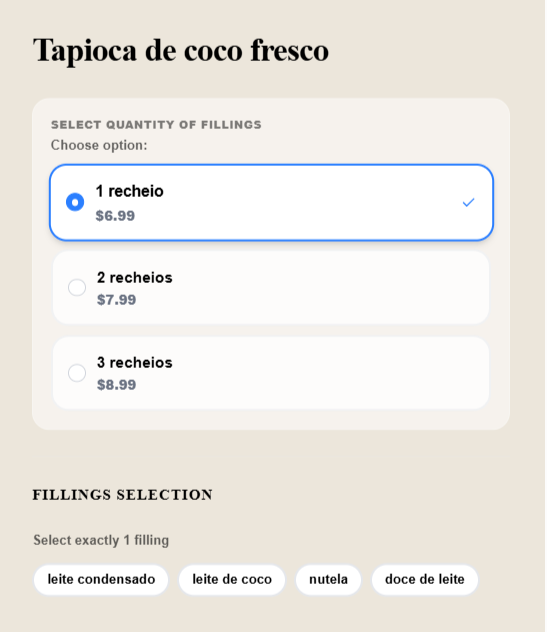 Tapioca de coco fresco
SELECT QUANTITY OF FILLINGS
Choose option:
1 recheio
$6.99
2 recheios
$7.99
3 recheios
$8.99
FILLINGS SELECTION
Select exactly 1 filling
leite condensado leite de coco nutela doce de leite